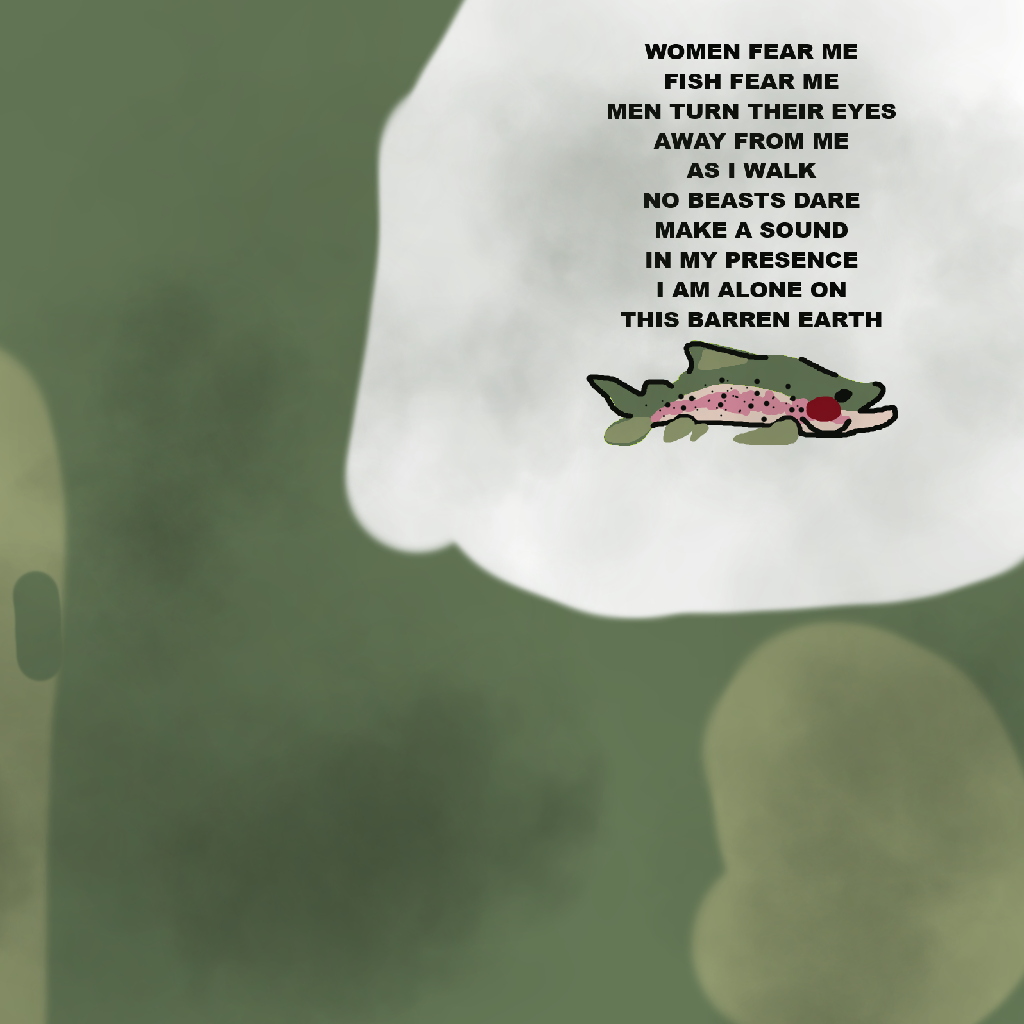 WOMEN FEAR ME
FISH FEAR ME
MEN TURN THEIR EYES
AWAY FROM ME
AS I WALK
NO BEASTS DARE
MAKE A SOUND
IN MY PRESENCE
I AM ALONE ON
THIS BARREN EARTH